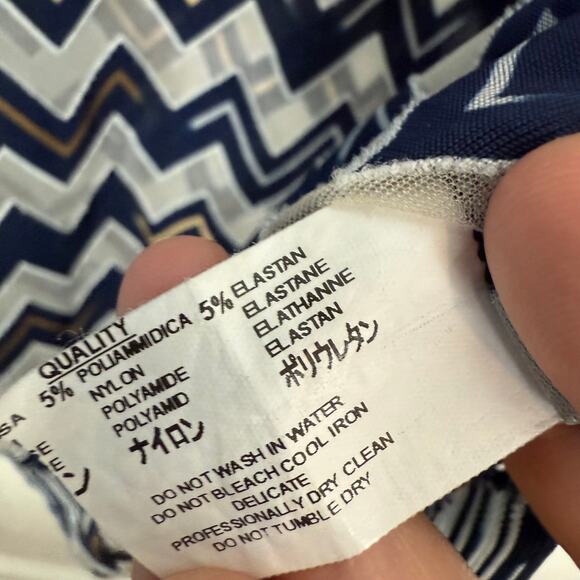 QUALITY
5% POLIAMMIDICA 5% ELASTAN
NYLON ELASTANE
POLYAMIDE ELATHANNE
POLYAMID ELASTAN
ナイロン ポリウレタン
DO NOT WASH IN WATER
DO NOT BLEACH COOL IRON
DELICATE
PROFESSIONALLY DRY CLEAN
DO NOT TUMBLE DRY